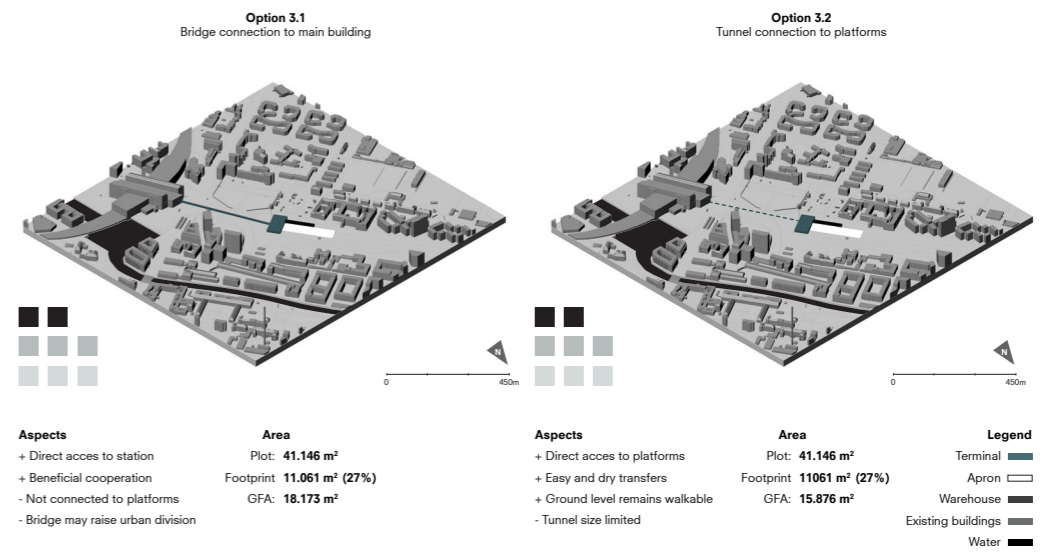 Option 3.1
Bridge connection to main building
N
0 450m
Aspects
+ Direct acces to station
+ Beneficial cooperation
- Not connected to platforms
- Bridge may raise urban division
Area
Plot: 41.146 m²
Footprint 11.061 m² (27%)
GFA: 18.173 m²
Option 3.2
Tunnel connection to platforms
N
0 450m
Aspects
+ Direct acces to platforms
+ Easy and dry transfers
+ Ground level remains walkable
- Tunnel size limited
Area
Plot: 41.146 m²
Footprint 11061 m² (27%)
GFA: 15.876 m²
Legend
Terminal
Apron
Warehouse
Existing buildings
Water